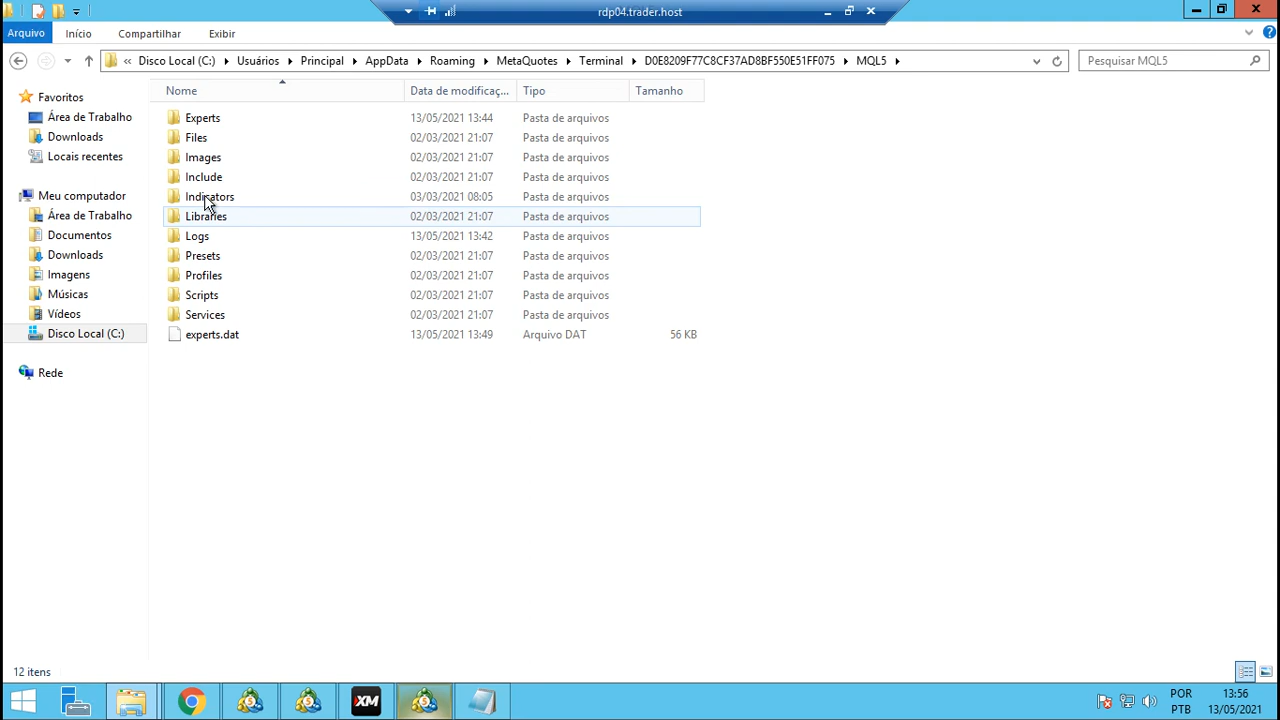 rdp04.trader.host
Arquivo Início Compartilhar Exibir
« Disco Local (C:) Usuários Principal AppData Roaming MetaQuotes Terminal D0E8209F77C8CF37AD8BF550E51FF075 MQL5 Pesquisar MQL5
Nome Data de modificaç... Tipo Tamanho
Favoritos
Área de Trabalho
Downloads
Locais recentes
Meu computador
Área de Trabalho
Documentos
Downloads
Imagens
Músicas
Vídeos
Disco Local (C:)
Rede
Experts 13/05/2021 13:44 Pasta de arquivos
Files 02/03/2021 21:07 Pasta de arquivos
Images 02/03/2021 21:07 Pasta de arquivos
Include 02/03/2021 21:07 Pasta de arquivos
Indicators 03/03/2021 08:05 Pasta de arquivos
Libraries 02/03/2021 21:07 Pasta de arquivos
Logs 13/05/2021 13:42 Pasta de arquivos
Presets 02/03/2021 21:07 Pasta de arquivos
Profiles 02/03/2021 21:07 Pasta de arquivos
Scripts 02/03/2021 21:07 Pasta de arquivos
Services 02/03/2021 21:07 Pasta de arquivos
experts.dat 13/05/2021 13:49 Arquivo DAT 56 KB
12 itens
XM
POR 13:56
PTB 13/05/2021